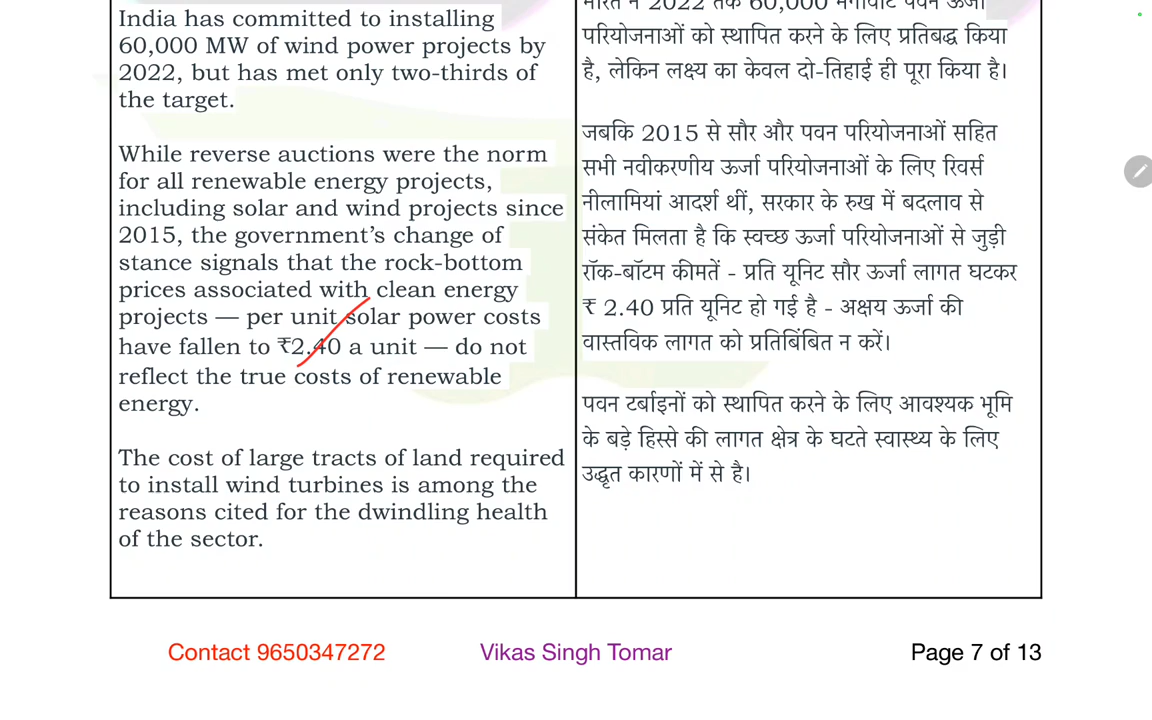 India has committed to installing
60,000 MW of wind power projects by
2022, but has met only two-thirds of
the target.
While reverse auctions were the norm
for all renewable energy projects,
including solar and wind projects since
2015, the government’s change of
stance signals that the rock-bottom
prices associated with clean energy
projects — per unit solar power costs
have fallen to ₹2.40 a unit — do not
reflect the true costs of renewable
energy.
The cost of large tracts of land required
to install wind turbines is among the
reasons cited for the dwindling health
of the sector.
भारत ने 2022 तक 60,000 मेगावाट पवन ऊर्जा
परियोजनाओं को स्थापित करने के लिए प्रतिबद्ध किया
है, लेकिन लक्ष्य का केवल दो-तिहाई ही पूरा किया है।
जबकि 2015 से सौर और पवन परियोजनाओं सहित
सभी नवीकरणीय ऊर्जा परियोजनाओं के लिए रिवर्स
नीलामियां आदर्श थीं, सरकार के रुख में बदलाव से
संकेत मिलता है कि स्वच्छ ऊर्जा परियोजनाओं से जुड़ी
रॉक-बॉटम कीमतें - प्रति यूनिट सौर ऊर्जा लागत घटकर
₹ 2.40 प्रति यूनिट हो गई है - अक्षय ऊर्जा की
वास्तविक लागत को प्रतिबिंबित न करें।
पवन टर्बाइनों को स्थापित करने के लिए आवश्यक भूमि
के बड़े हिस्से की लागत क्षेत्र के घटते स्वास्थ्य के लिए
उद्धृत कारणों में से है।
Contact 9650347272
Vikas Singh Tomar
Page 7 of 13